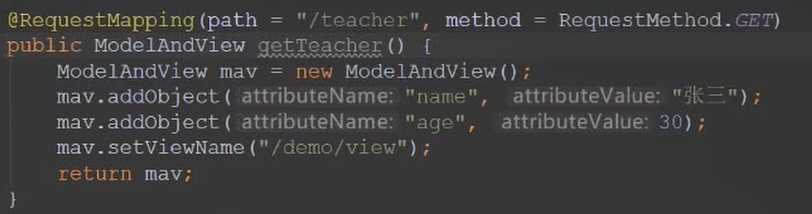 @RequestMapping(path = "/teacher", method = RequestMethod.GET)
public ModelAndView getTeacher() {
    ModelAndView mav = new ModelAndView();
    mav.addObject( attributeName: "name",  attributeValue: "张三");
    mav.addObject( attributeName: "age",  attributeValue: 30);
    mav.setViewName("/demo/view");
    return mav;
}